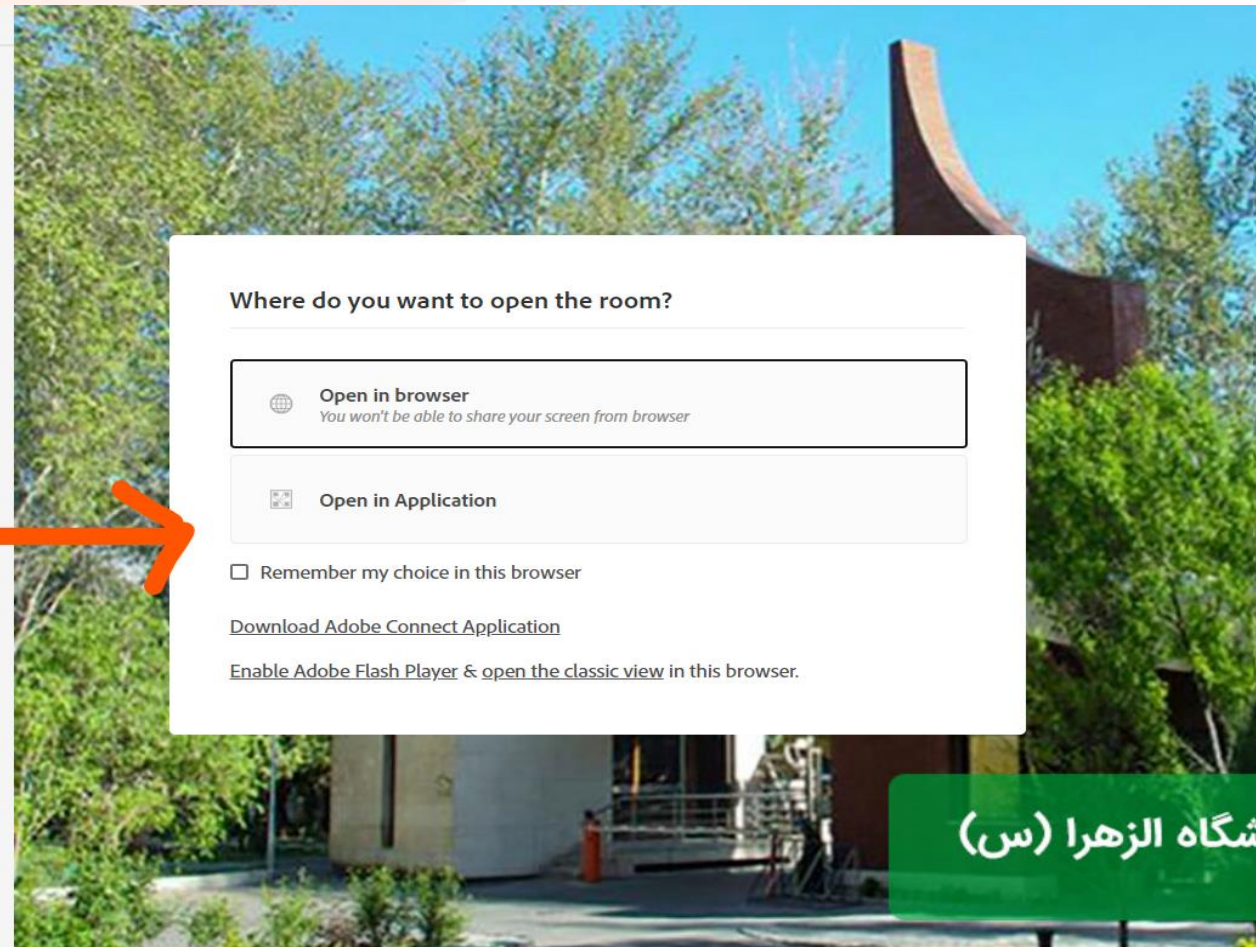 Where do you want to open the room?
Open in browser
You won't be able to share your screen from browser
Open in Application
Remember my choice in this browser
Download Adobe Connect Application
Enable Adobe Flash Player & open the classic view in this browser.
الزهرا (س)